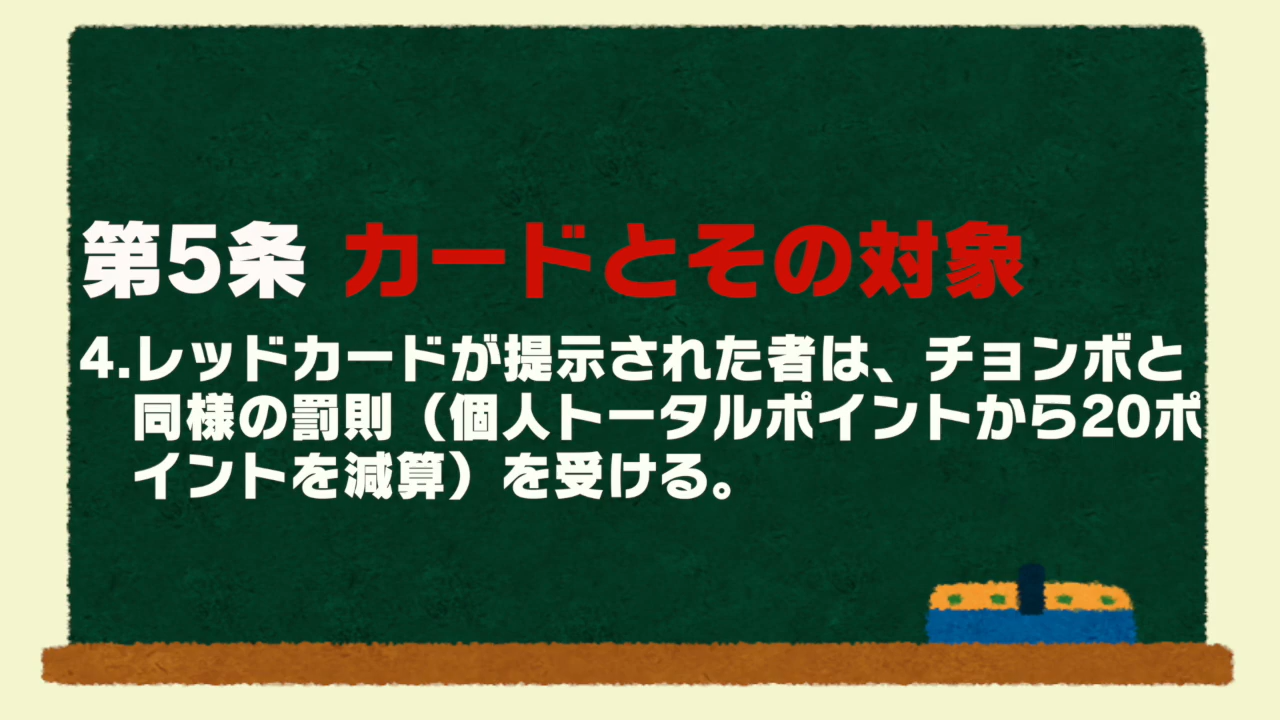 第5条 カードとその対象
4.レッドカードが提示された者は、チョンボと
同様の罰則（個人トータルポイントから20ポ
イントを減算）を受ける。